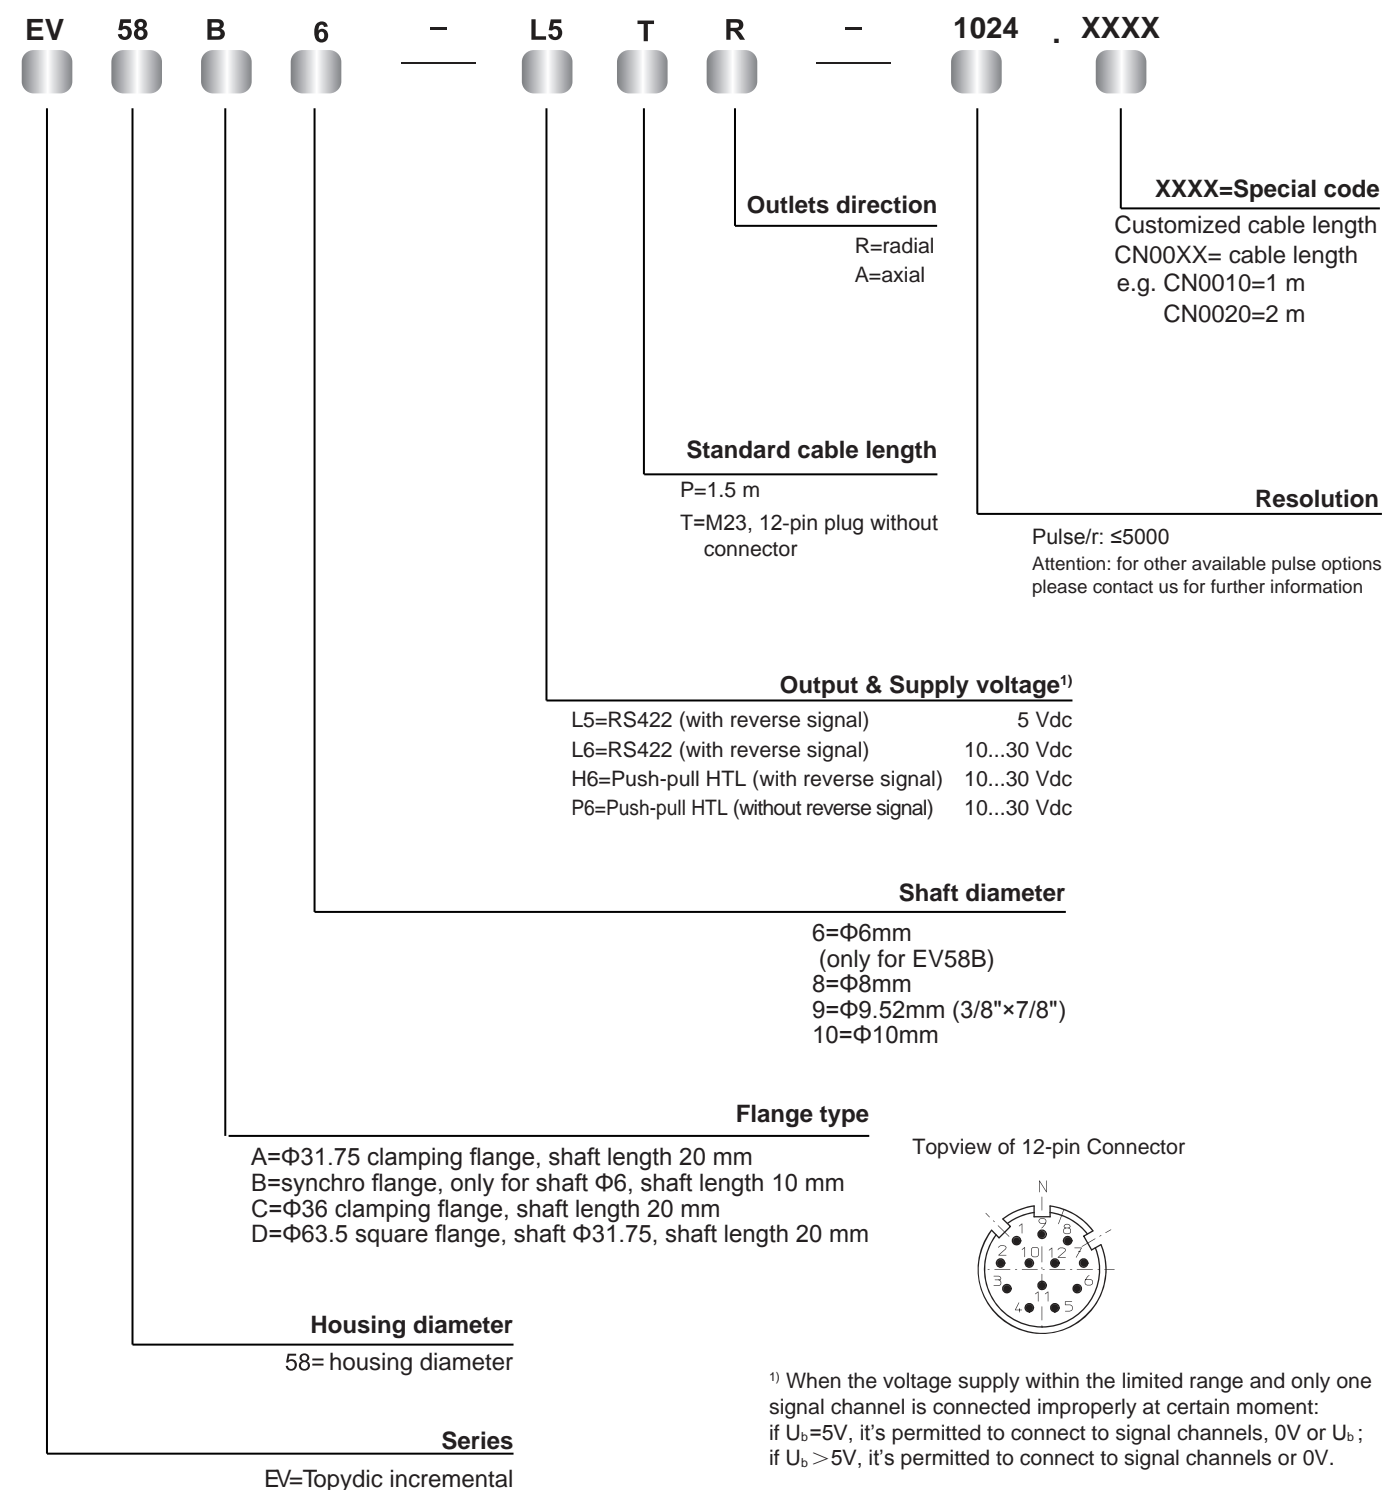 EV 58 B 6 – L5 T R – 1024 . XXXX
XXXX=Special code
Customized cable length
CN00XX= cable length
e.g. CN0010=1 m
CN0020=2 m
Outlets direction
R=radial
A=axial
Standard cable length
P=1.5 m
T=M23, 12-pin plug without
connector
Resolution
Pulse/r: ≤5000
Attention: for other available pulse options
please contact us for further information
Output & Supply voltage¹⁾
L5=RS422 (with reverse signal) 5 Vdc
L6=RS422 (with reverse signal) 10...30 Vdc
H6=Push-pull HTL (with reverse signal) 10...30 Vdc
P6=Push-pull HTL (without reverse signal) 10...30 Vdc
Shaft diameter
6=Φ6mm
(only for EV58B)
8=Φ8mm
9=Φ9.52mm (3/8"×7/8")
10=Φ10mm
Flange type
A=Φ31.75 clamping flange, shaft length 20 mm
B=synchro flange, only for shaft Φ6, shaft length 10 mm
C=Φ36 clamping flange, shaft length 20 mm
D=Φ63.5 square flange, shaft Φ31.75, shaft length 20 mm
Topview of 12-pin Connector
N
1 9 8
2 10 12 7
3 6
11
4 5
Housing diameter
58= housing diameter
Series
EV=Topydic incremental
¹⁾ When the voltage supply within the limited range and only one
signal channel is connected improperly at certain moment:
if U_b=5V, it's permitted to connect to signal channels, 0V or U_b;
if U_b>5V, it's permitted to connect to signal channels or 0V.